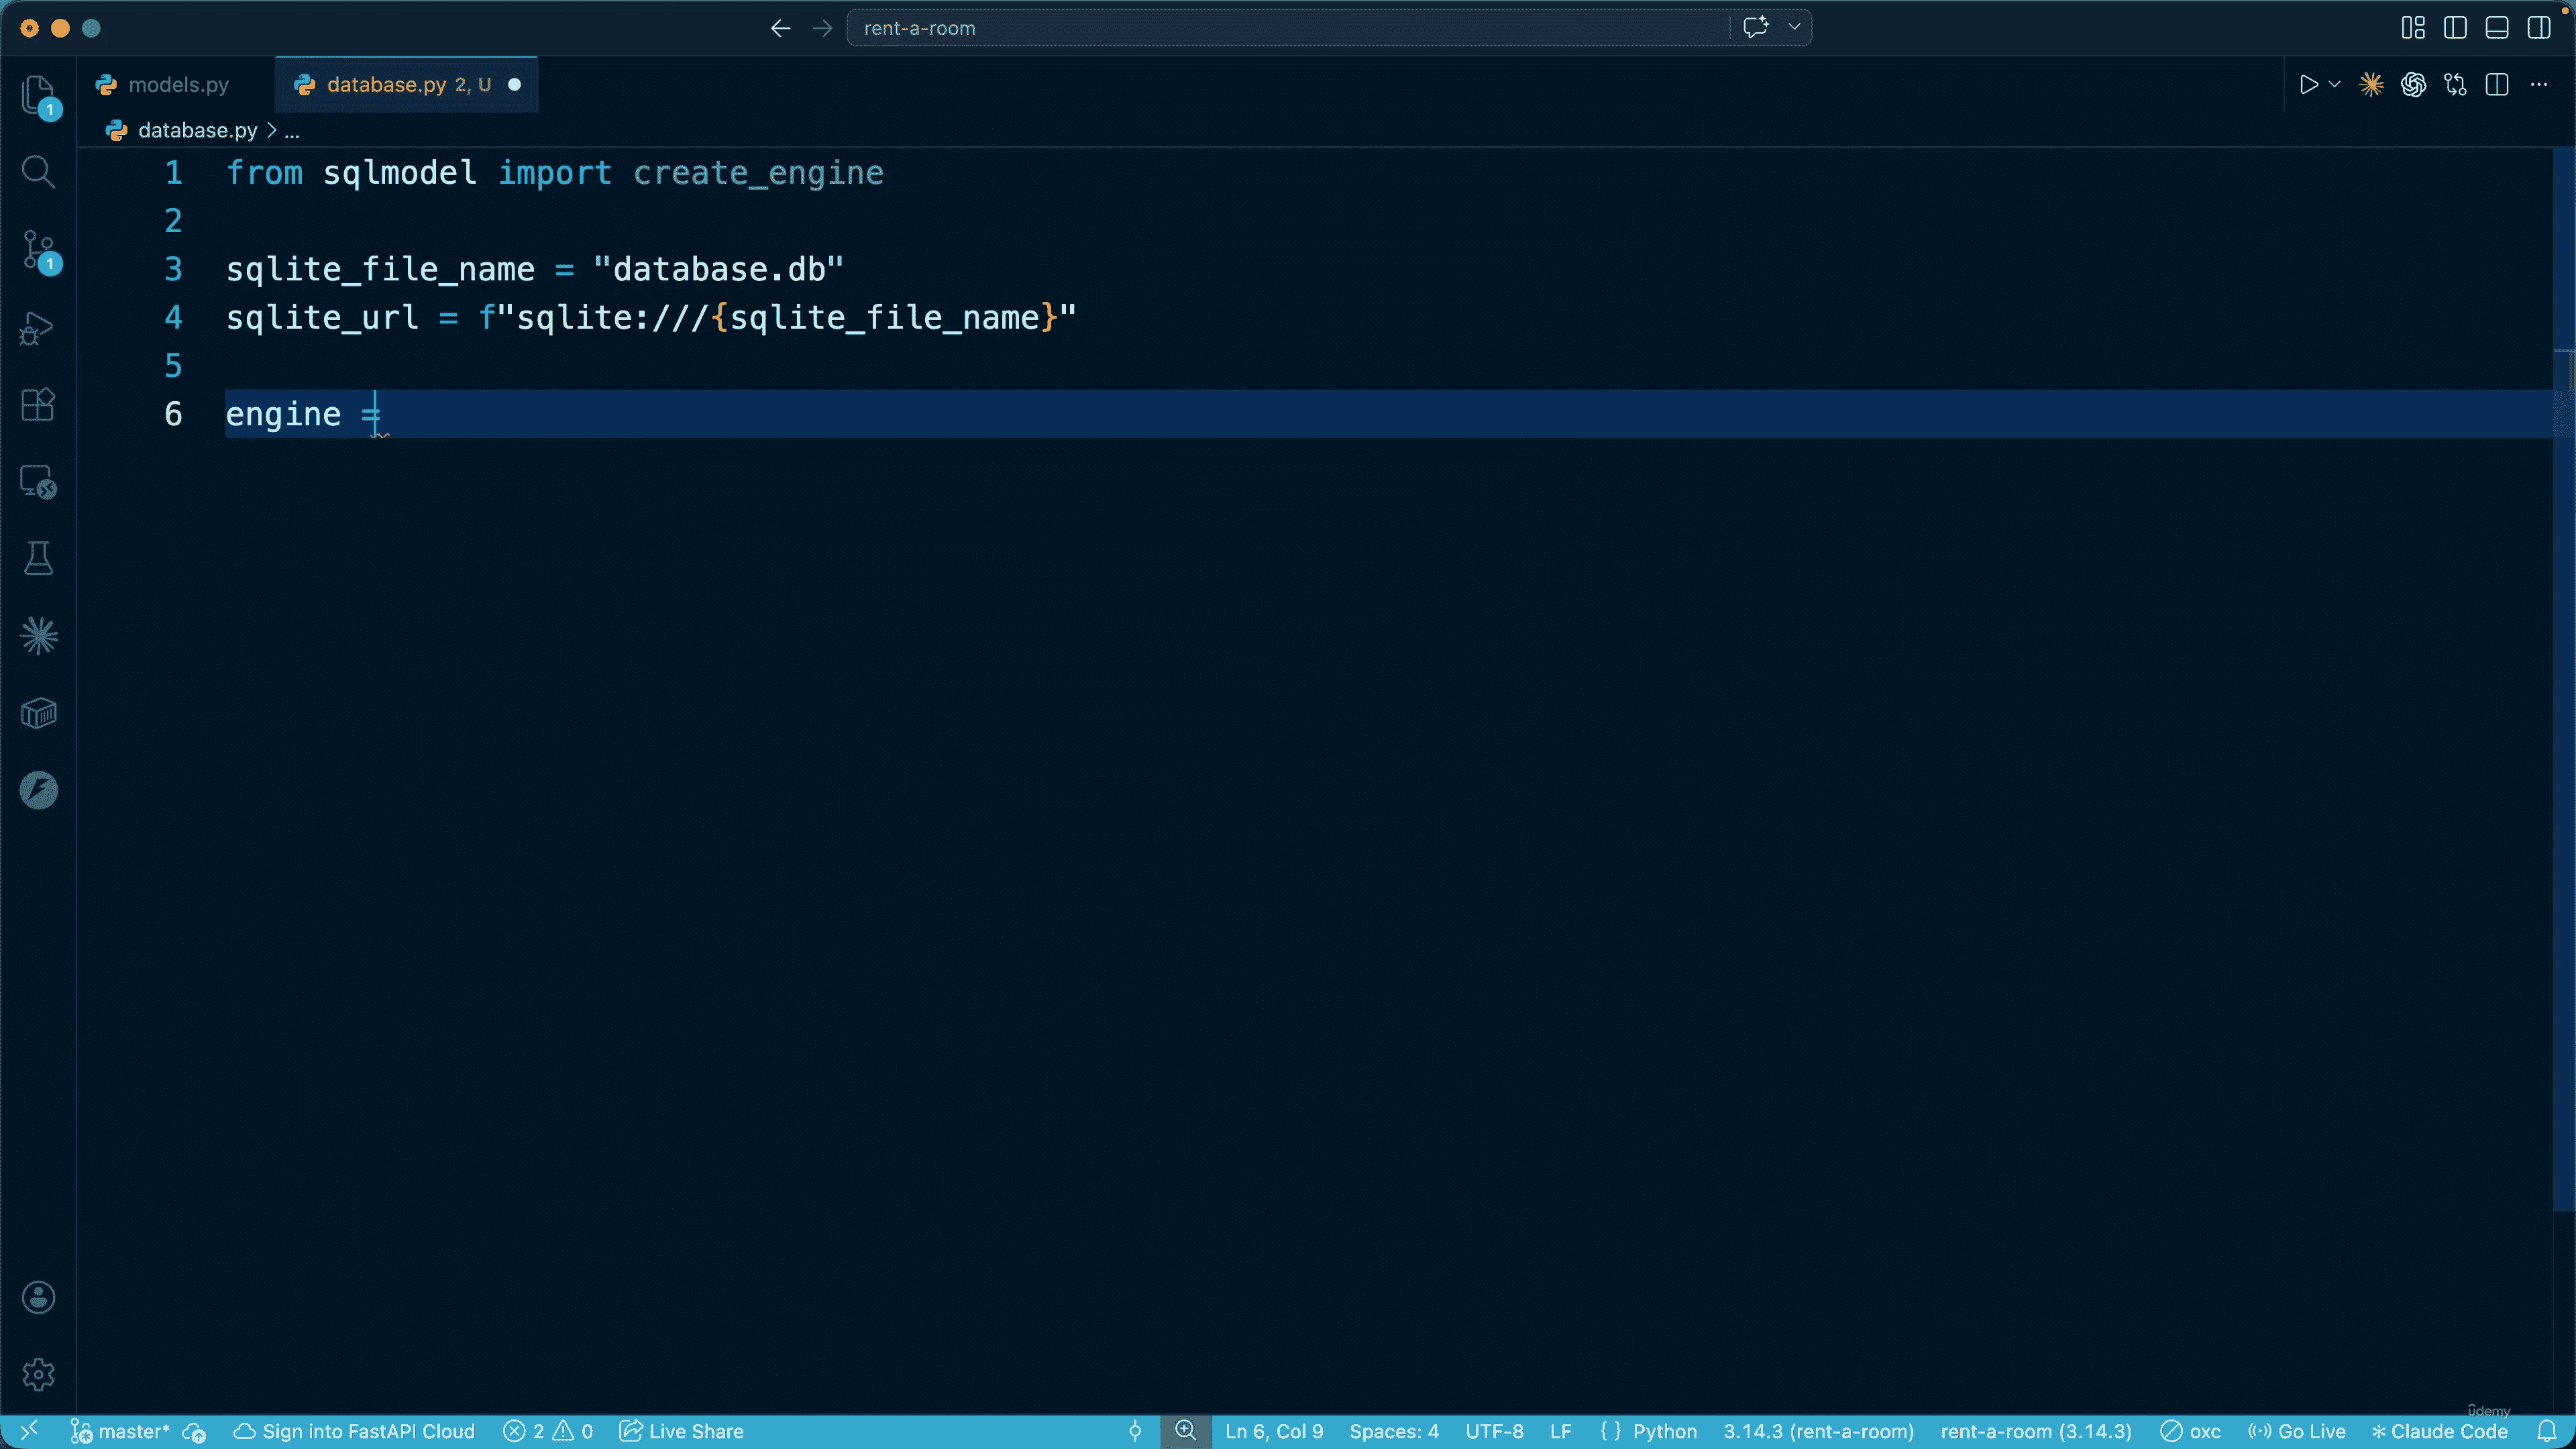 rent-a-room
models.py
database.py 2, U
database.py > ...
1
1
1 from sqlmodel import create_engine
2
3 sqlite_file_name = "database.db"
4 sqlite_url = f"sqlite:///{sqlite_file_name}"
5
6 engine =
udemy
master* Sign into FastAPI Cloud 2 0 Live Share Ln 6, Col 9 Spaces: 4 UTF-8 LF { } Python 3.14.3 (rent-a-room) rent-a-room (3.14.3) oxc Go Live Claude Code